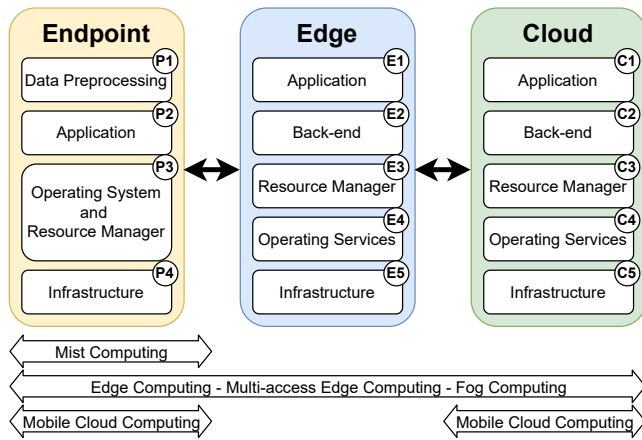 Endpoint
P1
Data Preprocessing
P2
Application
P3
Operating System
and
Resource Manager
P4
Infrastructure
Edge
E1
Application
E2
Back-end
E3
Resource Manager
E4
Operating Services
E5
Infrastructure
Cloud
C1
Application
C2
Back-end
C3
Resource Manager
C4
Operating Services
C5
Infrastructure
Mist Computing
Edge Computing - Multi-access Edge Computing - Fog Computing
Mobile Cloud Computing
Mobile Cloud Computing